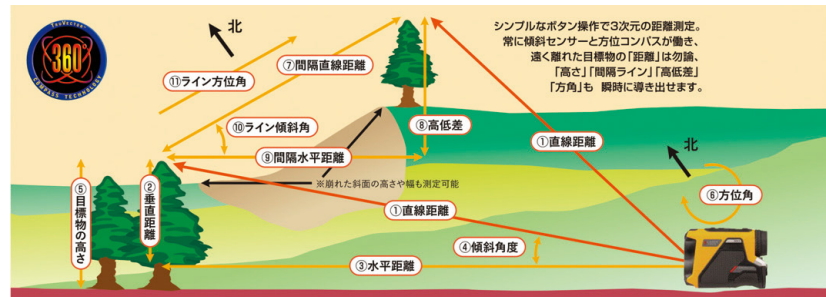 TRUVECTOR
360°
COMPASS TECHNOLOGY
北
⑪ライン方位角
⑦間隔直線距離
シンプルなボタン操作で3次元の距離測定。
常に傾斜センサーと方位コンパスが働き、
遠く離れた目標物の「距離」は勿論、
「高さ」「間隔ライン」「高低差」
「方角」も 瞬時に導き出せます。
⑩ライン傾斜角
⑧高低差
⑨間隔水平距離
①直線距離
北
※崩れた斜面の高さや幅も測定可能
⑤目標物の高さ
②垂直距離
①直線距離
⑥方位角
④傾斜角度
③水平距離